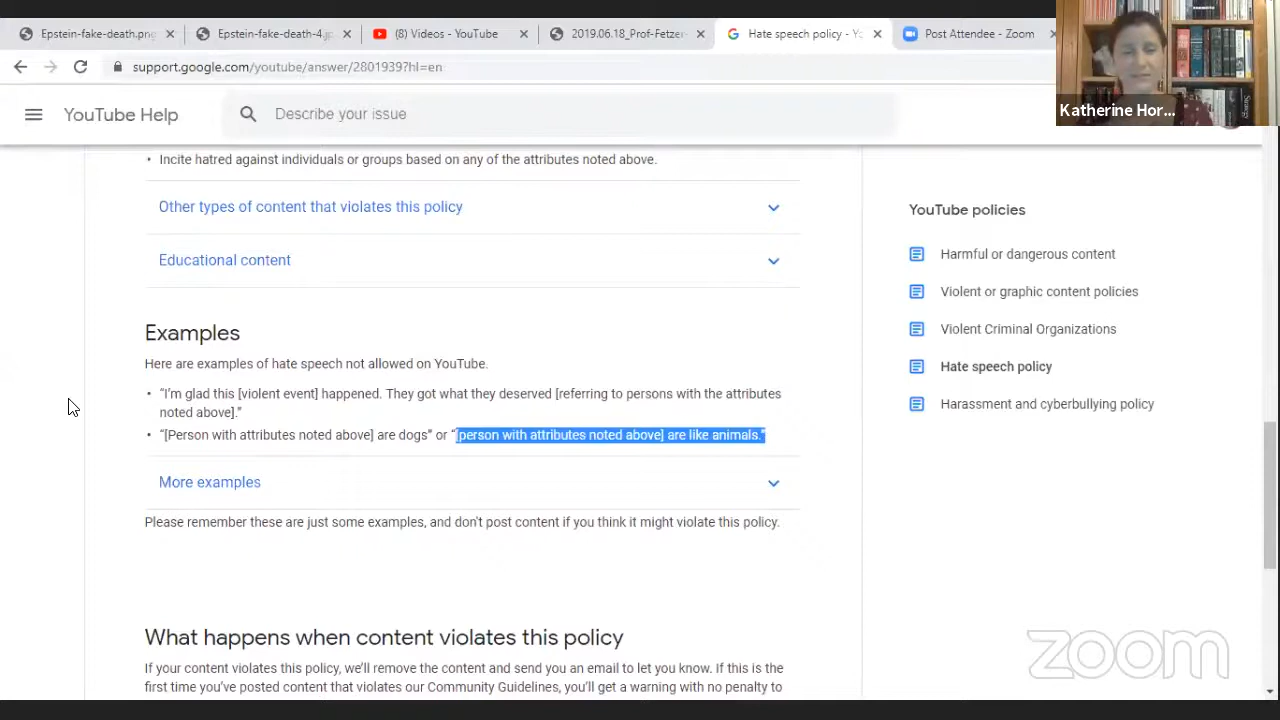 Epstein-fake-death.png
Epstein-fake-death-4.jp
(8) Videos - YouTube
2019.06.18_Prof-Fetzer
Hate speech policy - Yo
Post Attendee - Zoom
support.google.com/youtube/answer/2801939?hl=en
Katherine Hor...
YouTube Help
Describe your issue
• Incite hatred against individuals or groups based on any of the attributes noted above.
Other types of content that violates this policy
Educational content
Examples
Here are examples of hate speech not allowed on YouTube.
• “I’m glad this [violent event] happened. They got what they deserved [referring to persons with the attributes
noted above].”
• “[Person with attributes noted above] are dogs” or “[person with attributes noted above] are like animals.”
More examples
Please remember these are just some examples, and don't post content if you think it might violate this policy.
What happens when content violates this policy
If your content violates this policy, we’ll remove the content and send you an email to let you know. If this is the
first time you’ve posted content that violates our Community Guidelines, you’ll get a warning with no penalty to
YouTube policies
Harmful or dangerous content
Violent or graphic content policies
Violent Criminal Organizations
Hate speech policy
Harassment and cyberbullying policy
zoom